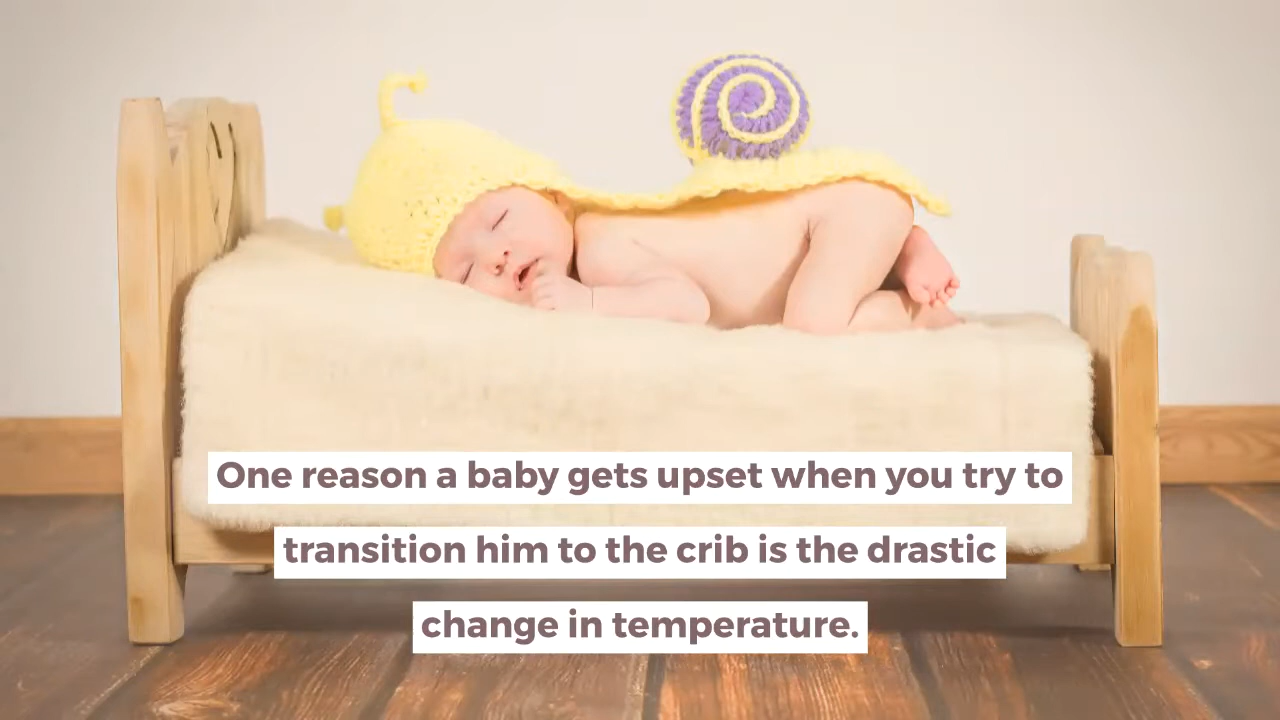 One reason a baby gets upset when you try to
transition him to the crib is the drastic
change in temperature.